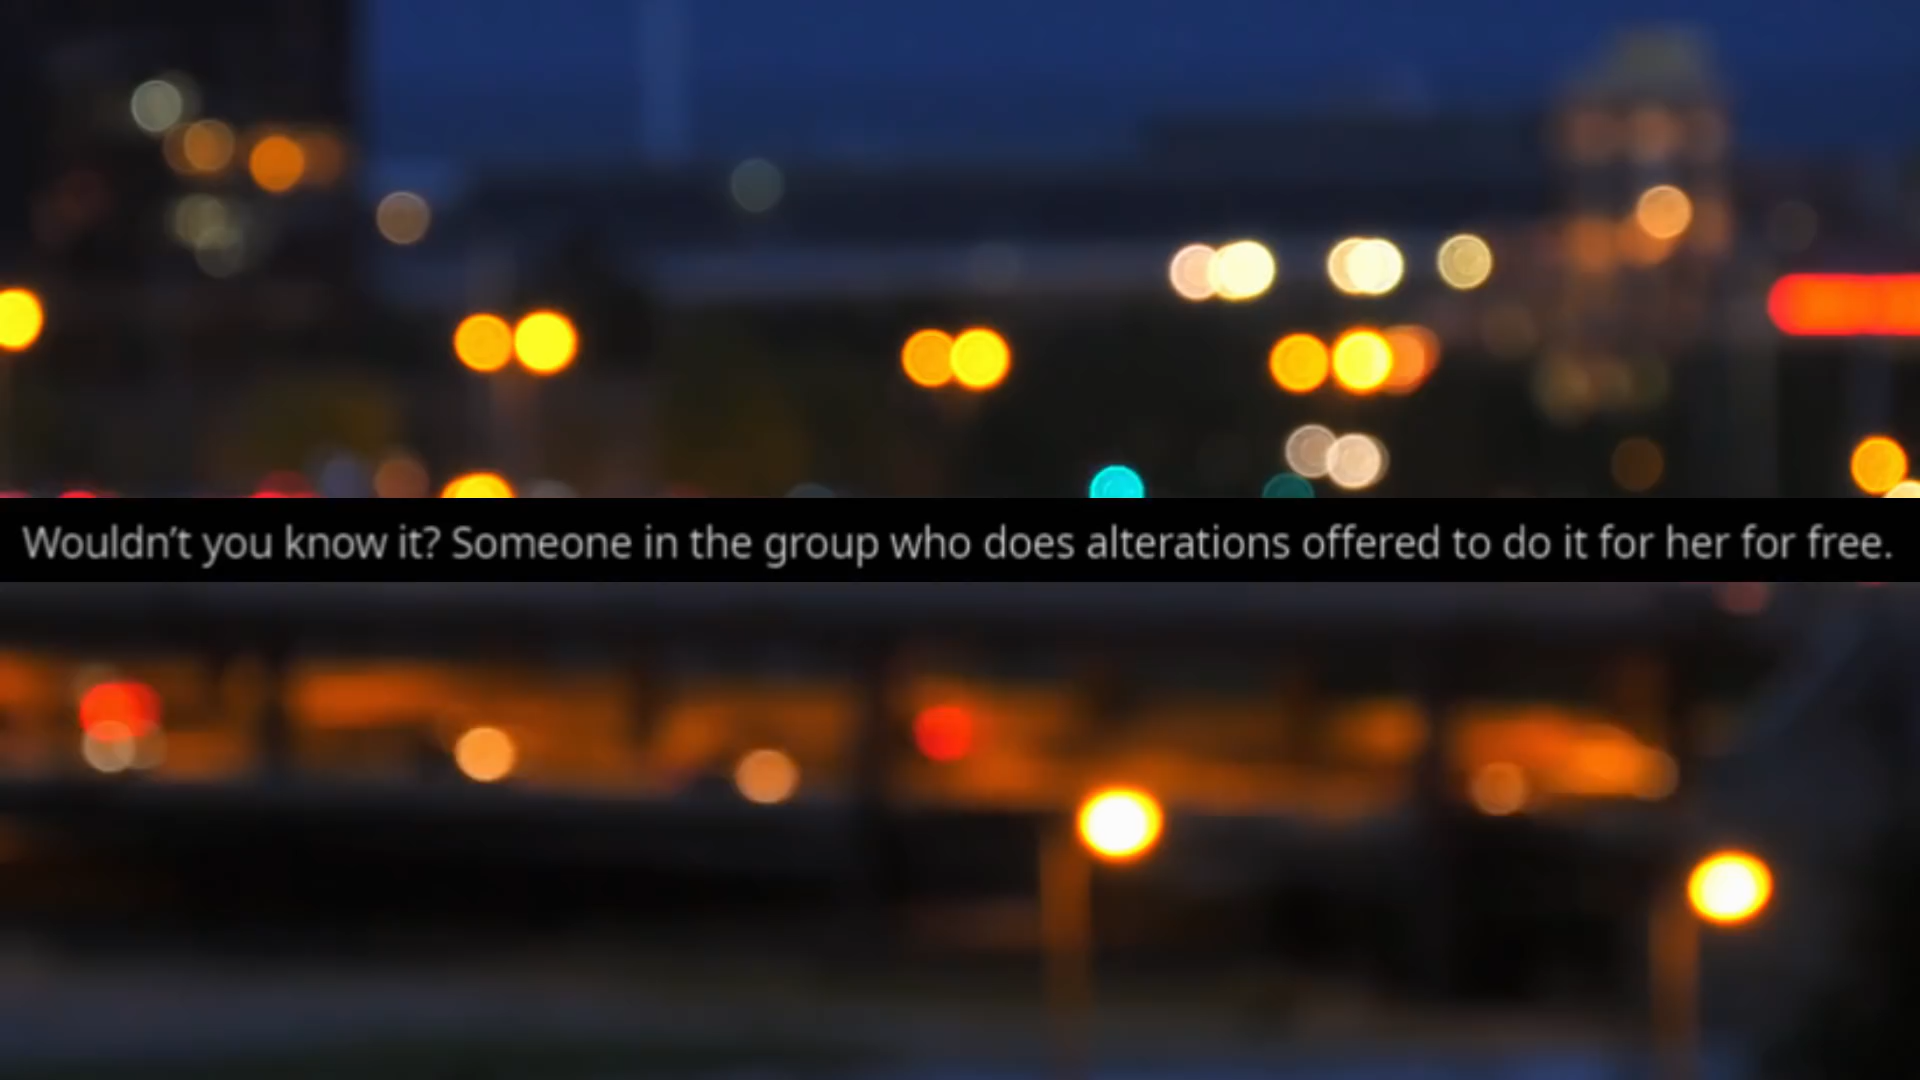 Wouldn’t you know it? Someone in the group who does alterations offered to do it for her for free.